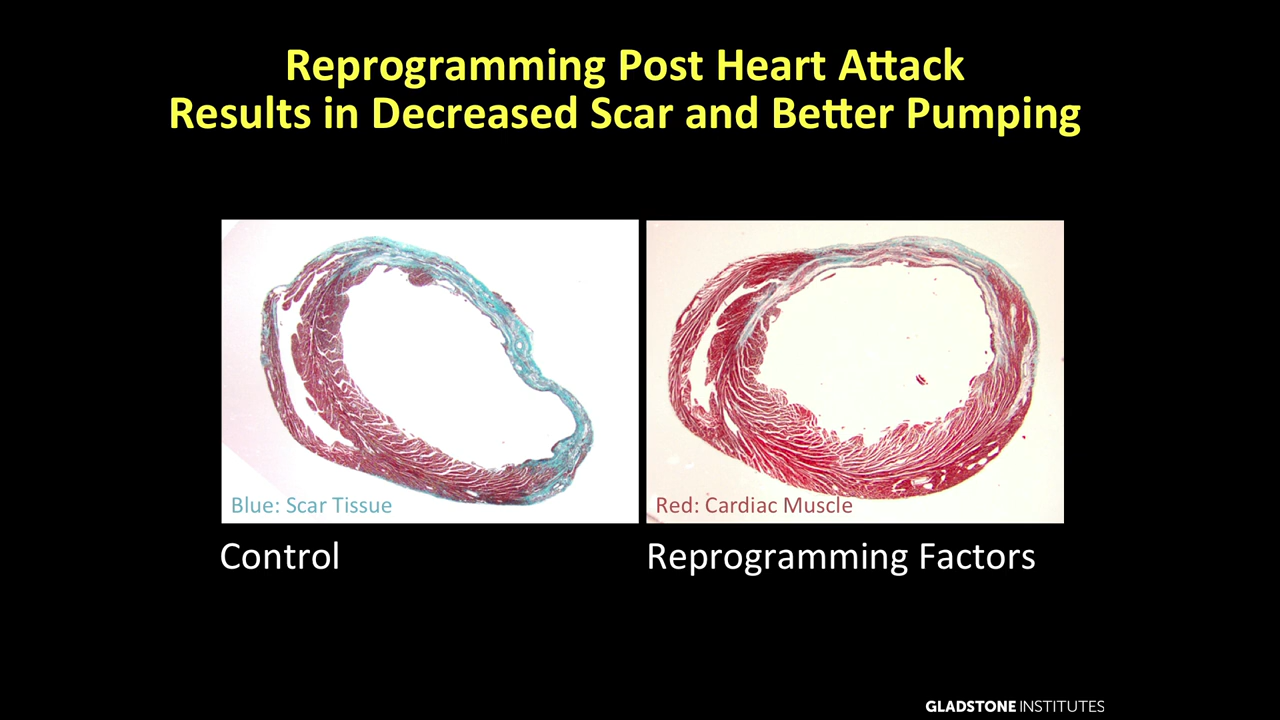 Reprogramming Post Heart Attack
Results in Decreased Scar and Better Pumping
Blue: Scar Tissue
Red: Cardiac Muscle
Control
Reprogramming Factors
GLADSTONE INSTITUTES